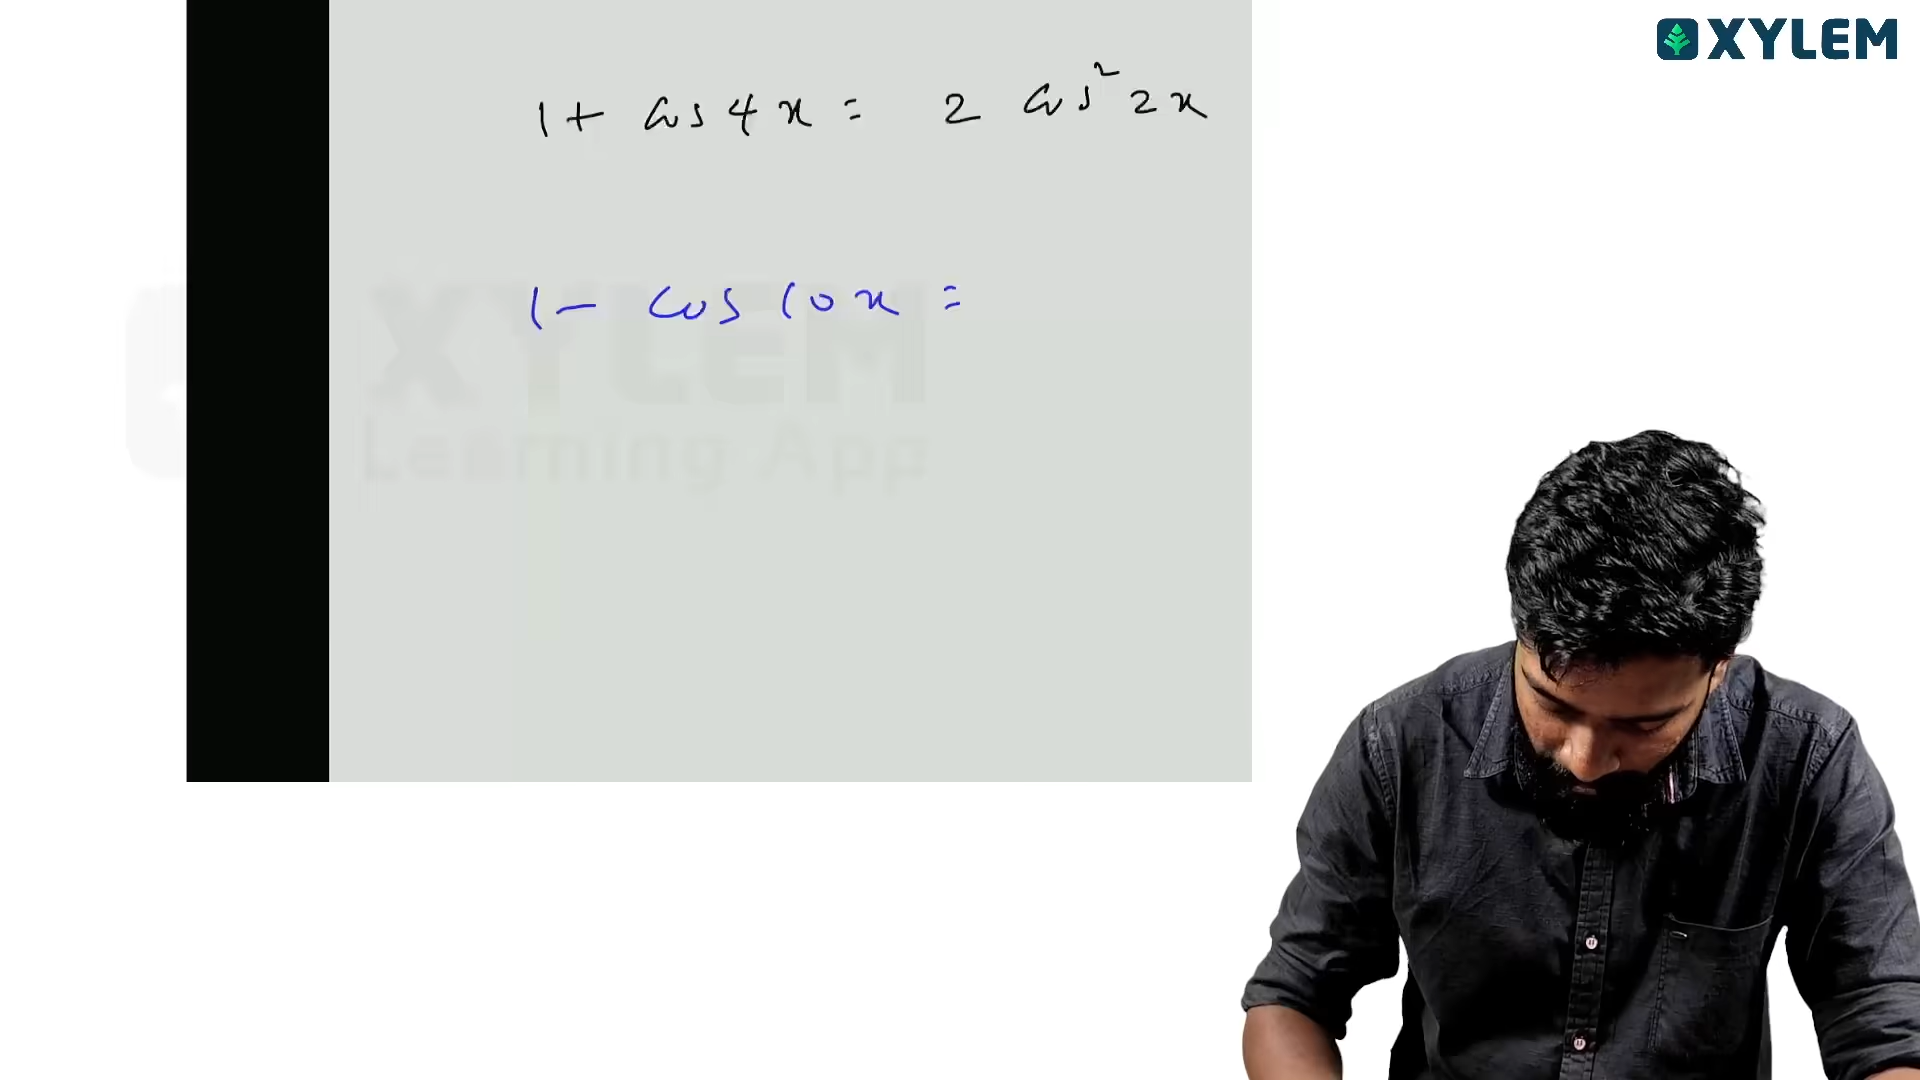 XYLEM
1 + cos 4x = 2 cos² 2x
1 - cos 10x =
XYLEM
Learning App